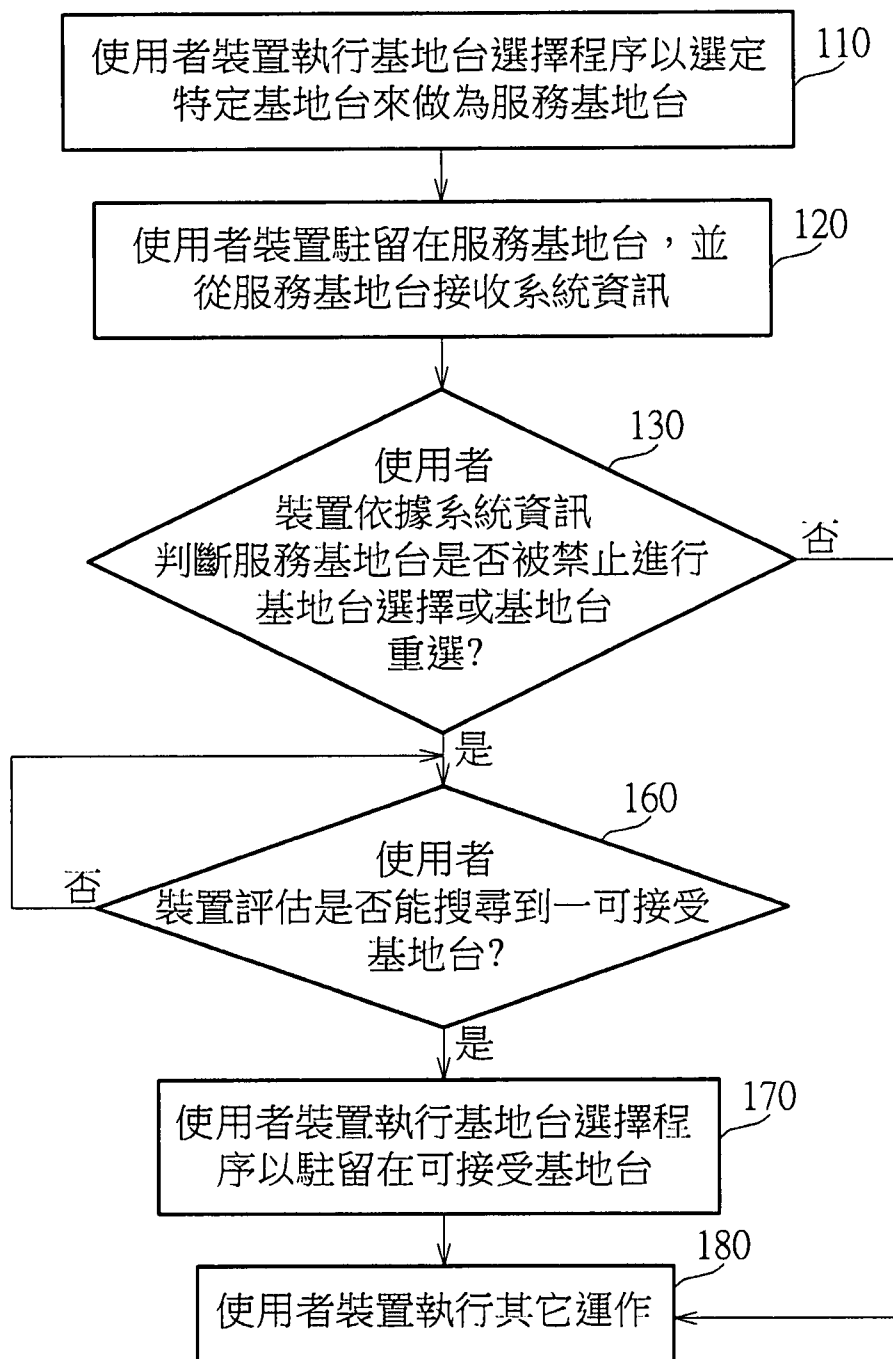 使用者裝置執行基地台選擇程序以選定
特定基地台來做為服務基地台
110
使用者裝置駐留在服務基地台，並
從服務基地台接收系統資訊
120
130
使用者
裝置依據系統資訊
判斷服務基地台是否被禁止進行
基地台選擇或基地台
重選?
否
是
160
使用者
裝置評估是否能搜尋到一可接受
基地台?
否
是
170
使用者裝置執行基地台選擇程
序以駐留在可接受基地台
180
使用者裝置執行其它運作